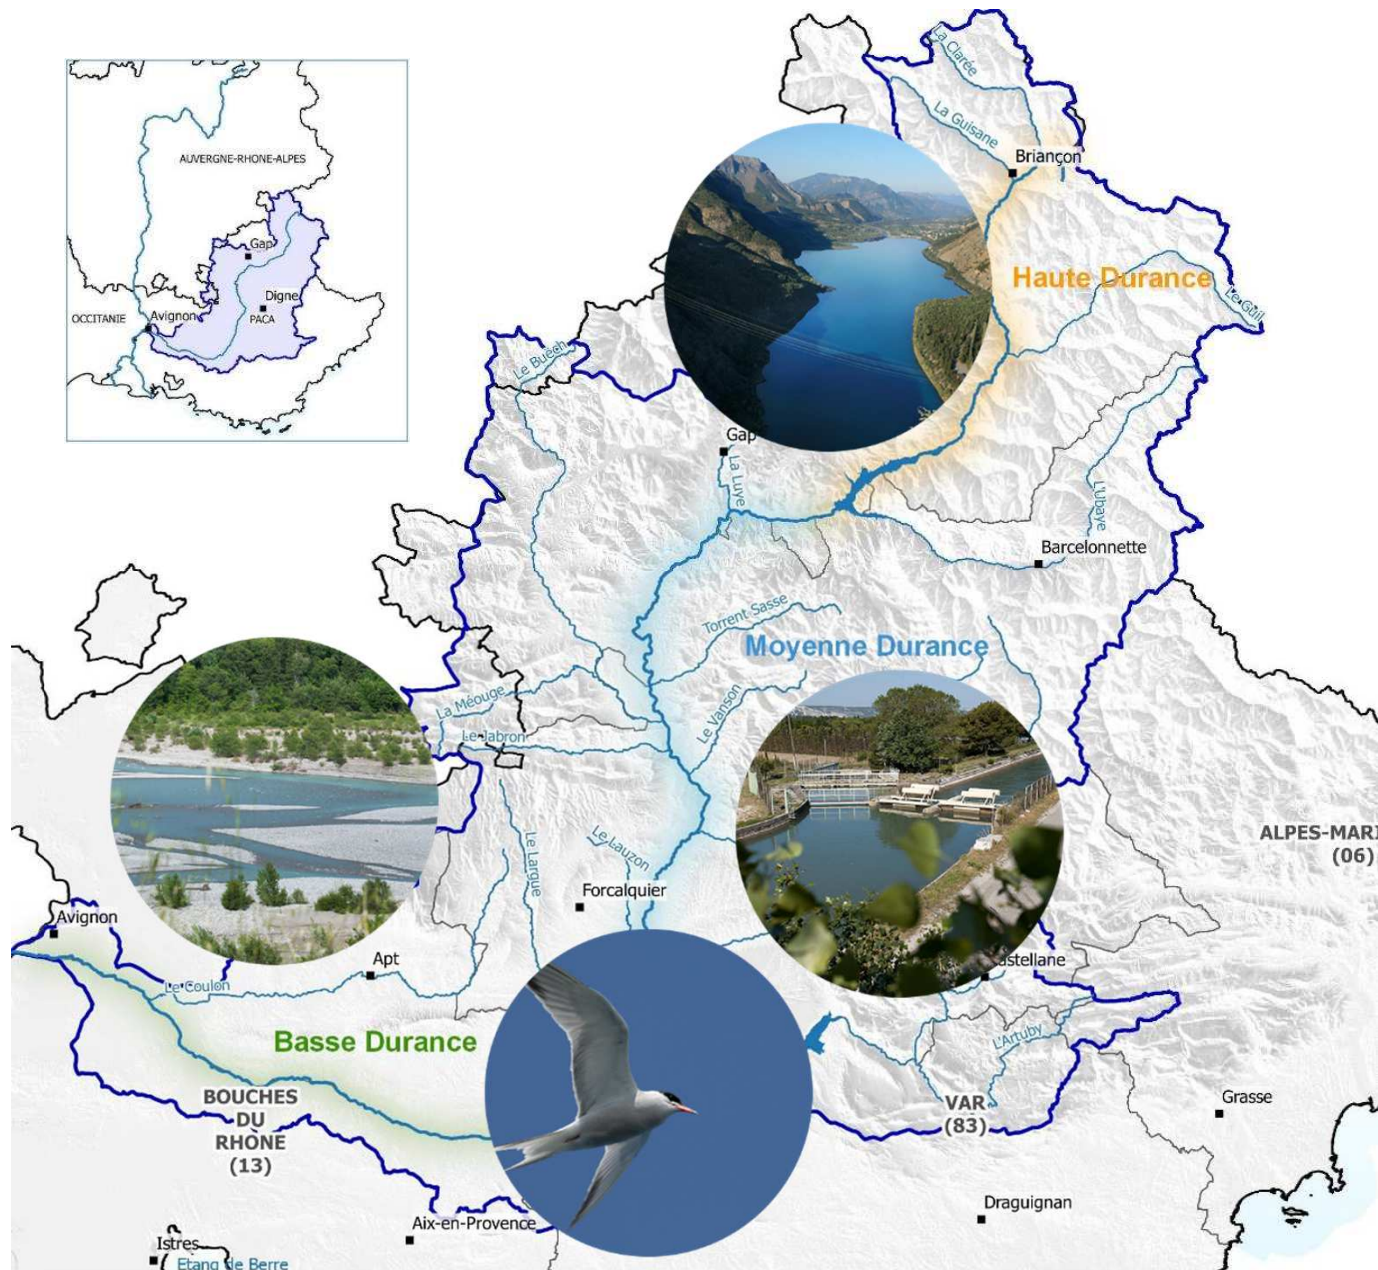 La Clarée
La Guisane
Briançon
AUVERGNE-RHONE-ALPES
Gap
Haute Durance
Le Guil
Digne
OCCITANIE
Avignon
PACA
Le Buëch
Gap
La Luye
L'Ubaye
Barcelonnette
Torrent Sasse
Moyenne Durance
La Méouge
Le Vanson
Le Jabron
Le Lauzon
Le Largue
ALPES-MARI
(06)
Forcalquier
Avignon
Apt
astellane
Le Coulon
Basse Durance
L'Artuby
BOUCHES
DU
RHÔNE
(13)
VAR
(83)
Grasse
Draguignan
Aix-en-Provence
Istres
Etang de Berre